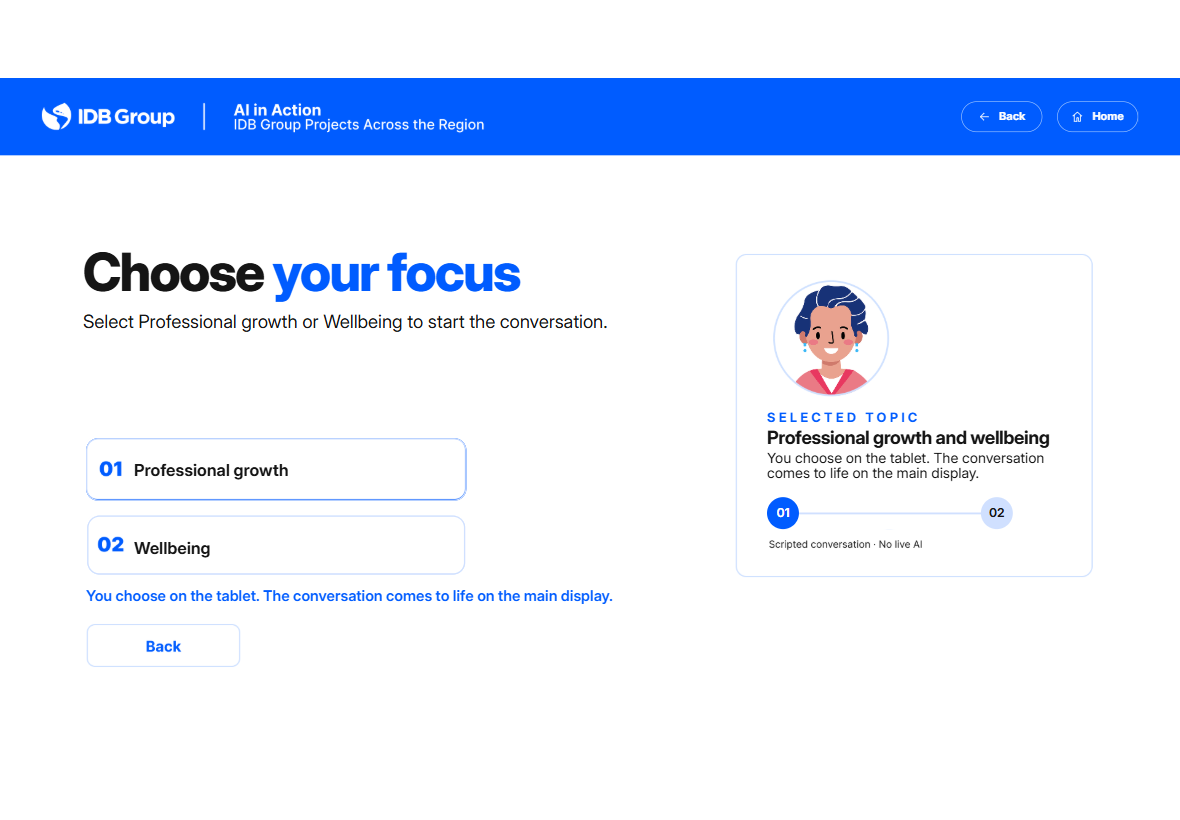 IDB Group
AI in Action
IDB Group Projects Across the Region
Back
Home
Choose your focus
Select Professional growth or Wellbeing to start the conversation.
01 Professional growth
02 Wellbeing
You choose on the tablet. The conversation comes to life on the main display.
Back
SELECTED TOPIC
Professional growth and wellbeing
You choose on the tablet. The conversation
comes to life on the main display.
01
02
Scripted conversation · No live AI